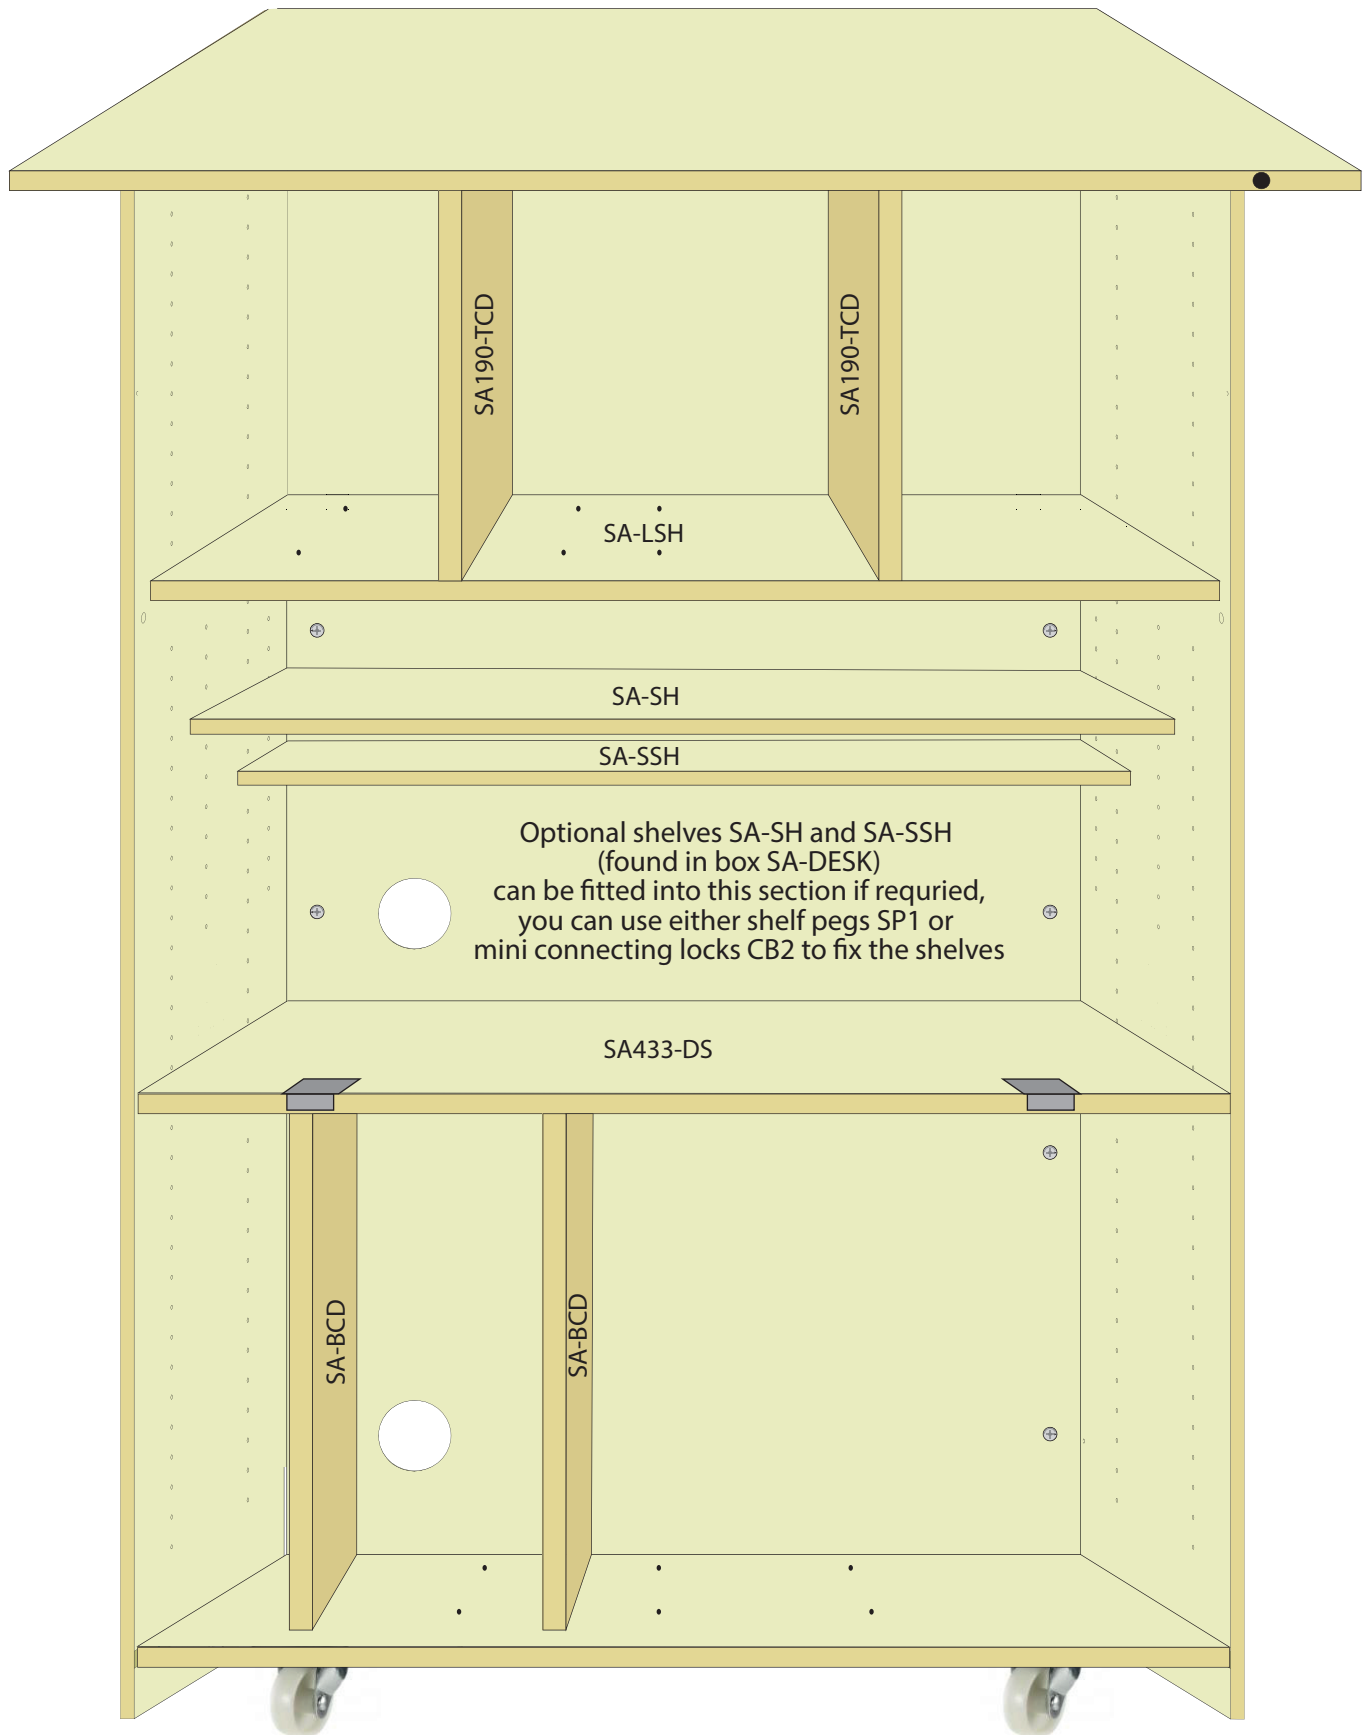 SA190-TCD
SA190-TCD
SA-LSH
SA-SH
SA-SSH
Optional shelves SA-SH and SA-SSH
(found in box SA-DESK)
can be fitted into this section if requried,
you can use either shelf pegs SP1 or
mini connecting locks CB2 to fix the shelves
SA433-DS
SA-BCD
SA-BCD